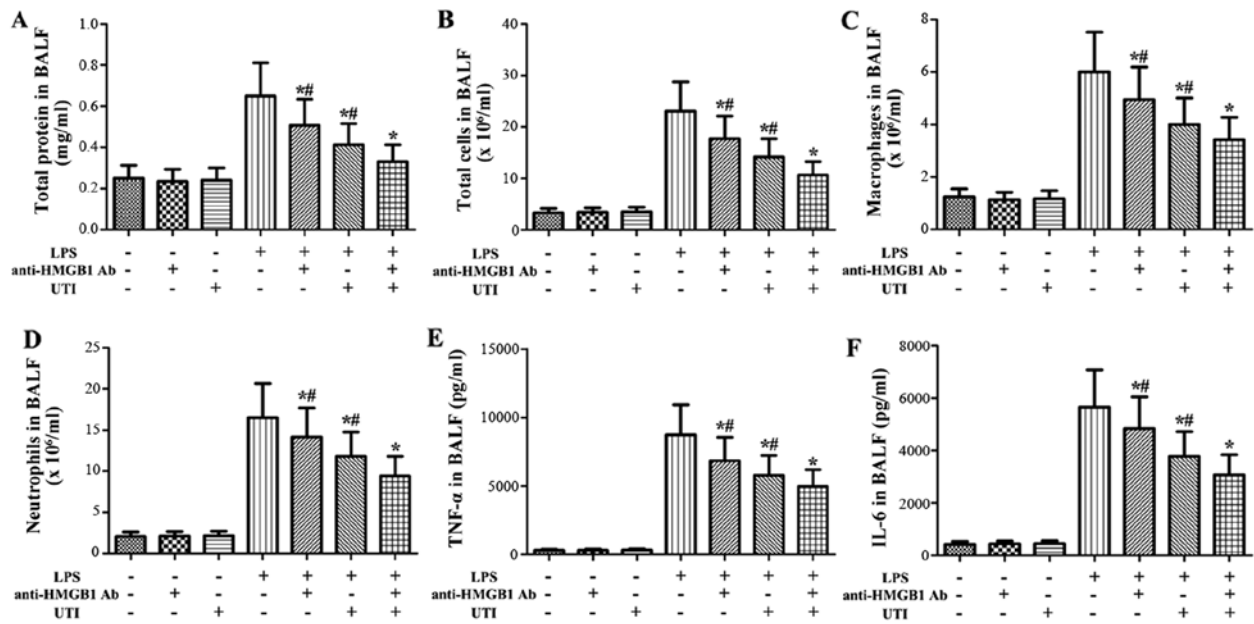 A
Total protein in BALF
(mg/ml)
1.0
0.8
0.6
0.4
0.2
0.0
*#
*#
*
LPS - - - + + + +
anti-HMGB1 Ab - + - - + - +
UTI - - + - - + +
B
Total cells in BALF
(x 10⁶/ml)
40
30
20
10
0
*#
*#
*
LPS - - - + + + +
anti-HMGB1 Ab - + - - + - +
UTI - - + - - + +
C
Macrophages in BALF
(x 10⁶/ml)
8
6
4
2
0
*#
*#
*
LPS - - - + + + +
anti-HMGB1 Ab - + - - + - +
UTI - - + - - + +
D
Neutrophils in BALF
(x 10⁶/ml)
25
20
15
10
5
0
*#
*#
*
LPS - - - + + + +
anti-HMGB1 Ab - + - - + - +
UTI - - + - - + +
E
TNF-α in BALF (pg/ml)
15000
10000
5000
0
*#
*#
*
LPS - - - + + + +
anti-HMGB1 Ab - + - - + - +
UTI - - + - - + +
F
IL-6 in BALF (pg/ml)
8000
6000
4000
2000
0
*#
*#
*
LPS - - - + + + +
anti-HMGB1 Ab - + - - + - +
UTI - - + - - + +